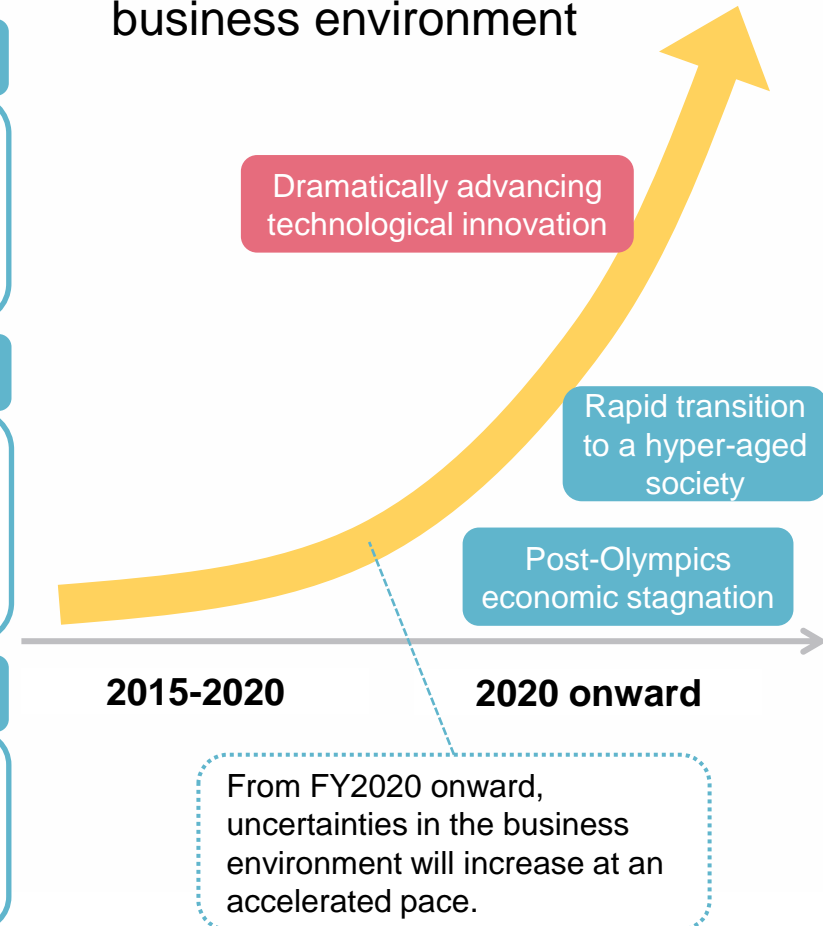 business environment
Dramatically advancing
technological innovation
Rapid transition
to a hyper-aged
society
Post-Olympics
economic stagnation
2015-2020
2020 onward
From FY2020 onward,
uncertainties in the business
environment will increase at an
accelerated pace.